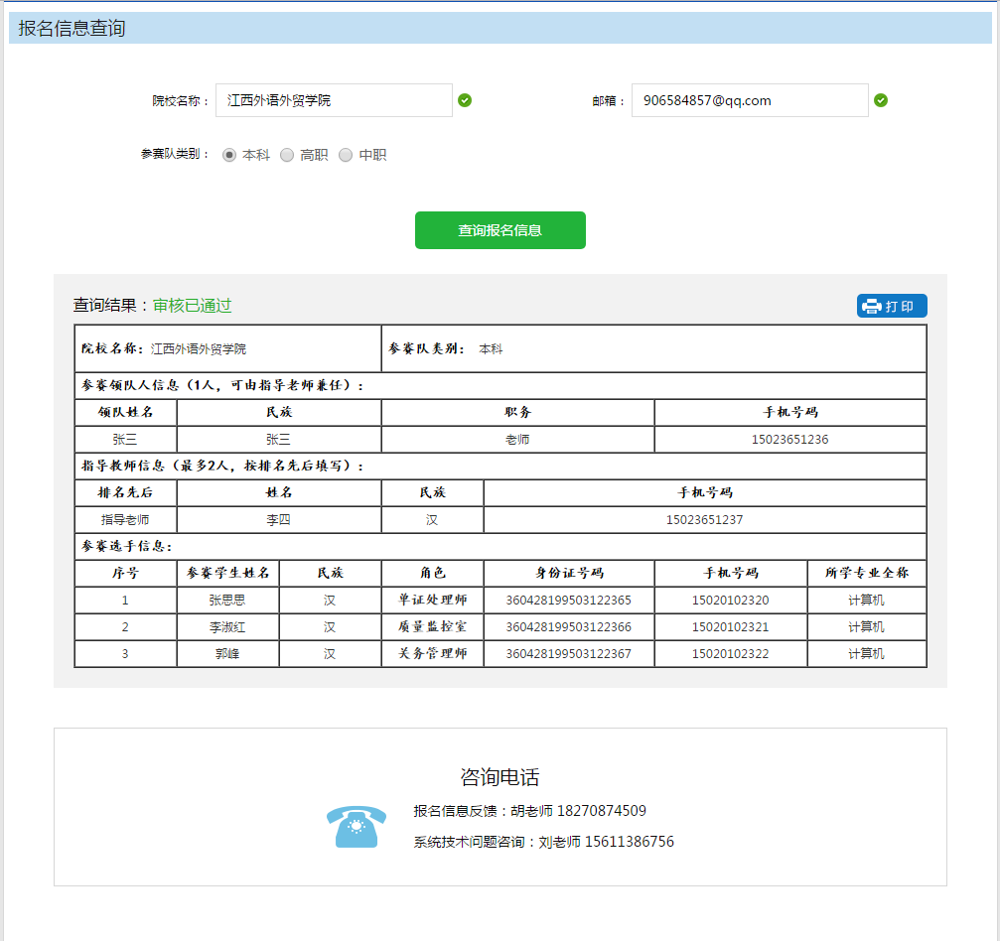 报名信息查询
院校名称： 江西外语外贸学院 邮箱： 906584857@qq.com
参赛队类别： 本科 高职 中职
查询报名信息
查询结果：审核已通过 打印
院校名称：江西外语外贸学院 参赛队类别： 本科
参赛领队人信息（1人，可由指导老师兼任）：
领队姓名 民族 职务 手机号码
张三 张三 老师 15023651236
指导教师信息（最多2人，按排名先后填写）：
排名先后 姓名 民族 手机号码
指导老师 李四 汉 15023651237
参赛选手信息：
序号 参赛学生姓名 民族 角色 身份证号码 手机号码 所学专业全称
1 张思思 汉 单证处理师 360428199503122365 15020102320 计算机
2 李淑红 汉 质量监控室 360428199503122366 15020102321 计算机
3 郭峰 汉 关务管理师 360428199503122367 15020102322 计算机
咨询电话
报名信息反馈：胡老师 18270874509
系统技术问题咨询：刘老师 15611386756